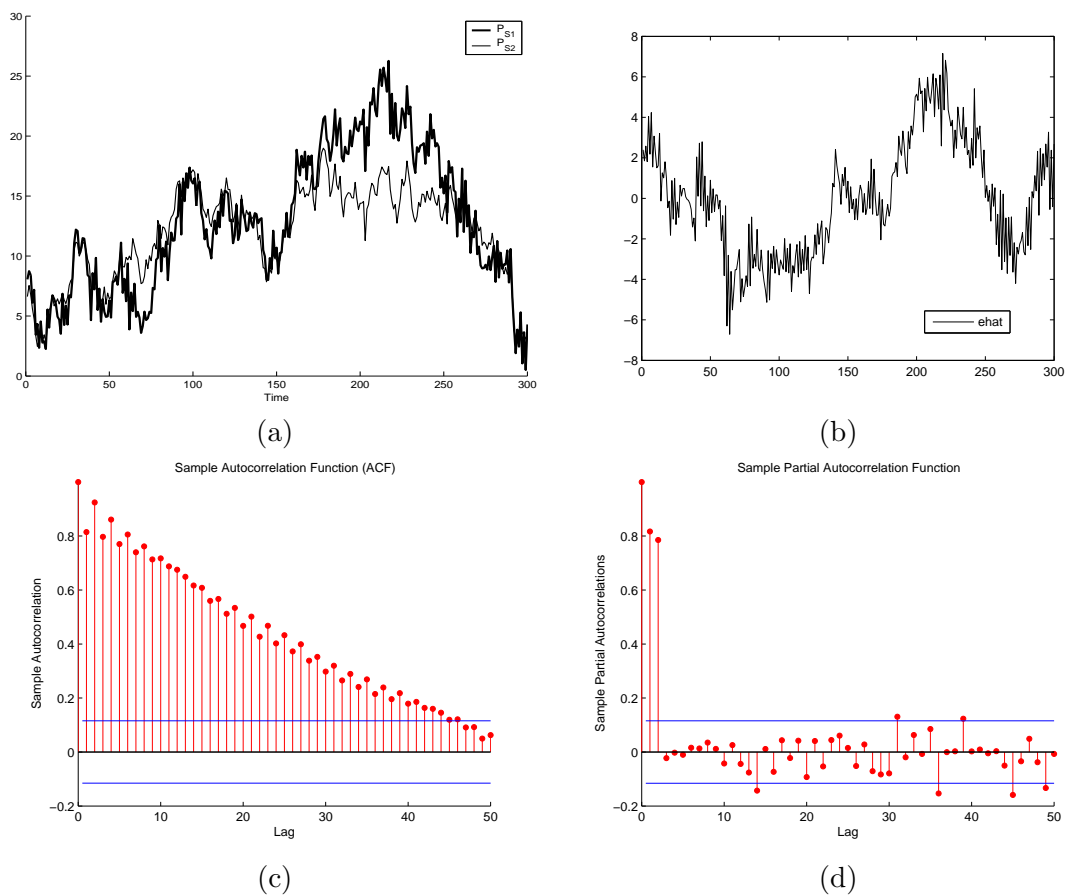 30
25
20
15
10
5
0
0 50 100 150 200 250 300
Time
P_S1
P_S2
(a)
8
6
4
2
0
−2
−4
−6
−8
0 50 100 150 200 250 300
ehat
(b)
Sample Autocorrelation Function (ACF)
Sample Autocorrelation
0.8
0.6
0.4
0.2
0
−0.2
0 10 20 30 40 50
Lag
(c)
Sample Partial Autocorrelation Function
Sample Partial Autocorrelations
0.8
0.6
0.4
0.2
0
−0.2
0 10 20 30 40 50
Lag
(d)